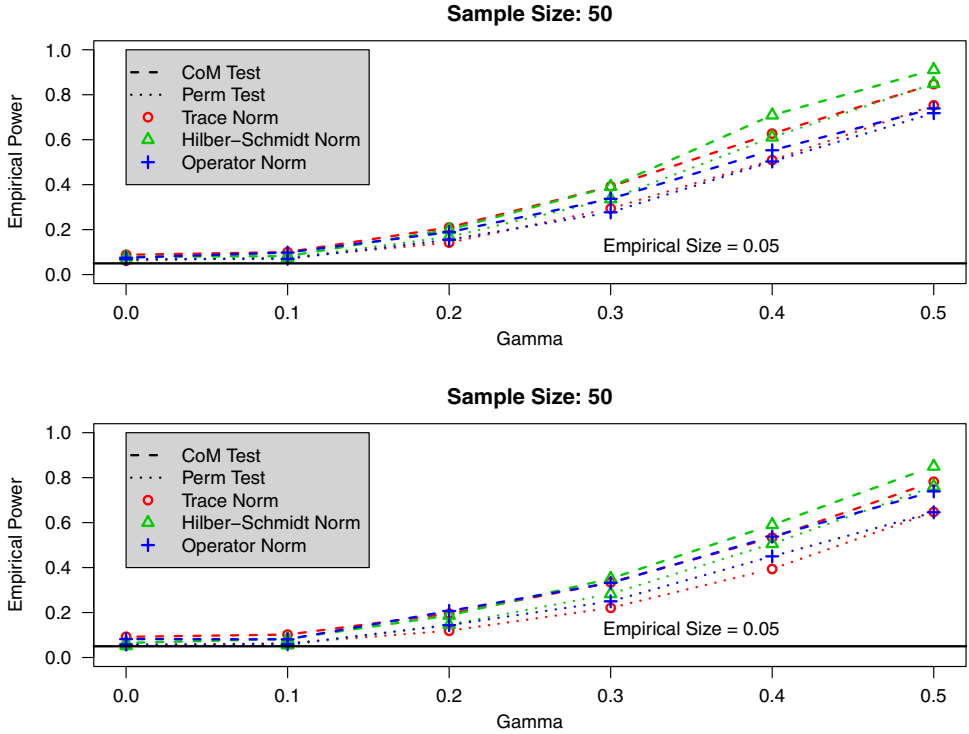 Sample Size: 50
1.0
0.8
0.6
0.4
0.2
0.0
Empirical Power
CoM Test
Perm Test
Trace Norm
Hilber−Schmidt Norm
Operator Norm
Empirical Size = 0.05
0.0 0.1 0.2 0.3 0.4 0.5
Gamma
Sample Size: 50
1.0
0.8
0.6
0.4
0.2
0.0
Empirical Power
CoM Test
Perm Test
Trace Norm
Hilber−Schmidt Norm
Operator Norm
Empirical Size = 0.05
0.0 0.1 0.2 0.3 0.4 0.5
Gamma